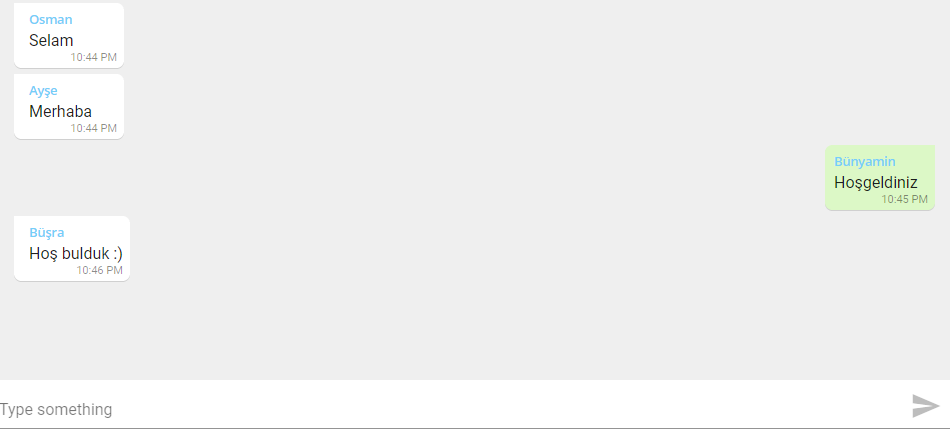 Osman
Selam
10:44 PM
Ayşe
Merhaba
10:44 PM
Bünyamin
Hoşgeldiniz
10:45 PM
Büşra
Hoş bulduk :)
10:46 PM
Type something